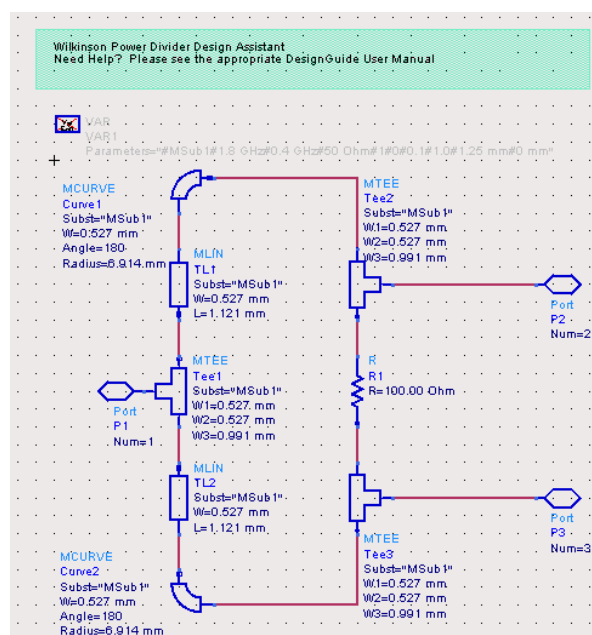 Wilkinson Power Divider Design Assistant
Need Help? Please see the appropriate DesignGuide User Manual
VAR
VAR1
Parameters="#MSub1#1.8 GHz#0.4 GHz#50 Ohm#1#0#0.1#1.0#1.25 mm#0 mm"
MCURVE
Curve1
Subst="MSub1"
W=0.527 mm
Angle=180
Radius=6.914 mm
MLIN
TL1
Subst="MSub1"
W=0.527 mm
L=1.121 mm
MTEE
Tee2
Subst="MSub1"
W1=0.527 mm
W2=0.527 mm
W3=0.991 mm
Port
P2
Num=2
MTEE
Tee1
Subst="MSub1"
W1=0.527 mm
W2=0.527 mm
W3=0.991 mm
Port
P1
Num=1
R
R1
R=100.00 Ohm
MLIN
TL2
Subst="MSub1"
W=0.527 mm
L=1.121 mm
Port
P3
Num=3
MCURVE
Curve2
Subst="MSub1"
W=0.527 mm
Angle=180
Radius=6.914 mm
MTEE
Tee3
Subst="MSub1"
W1=0.527 mm
W2=0.527 mm
W3=0.991 mm